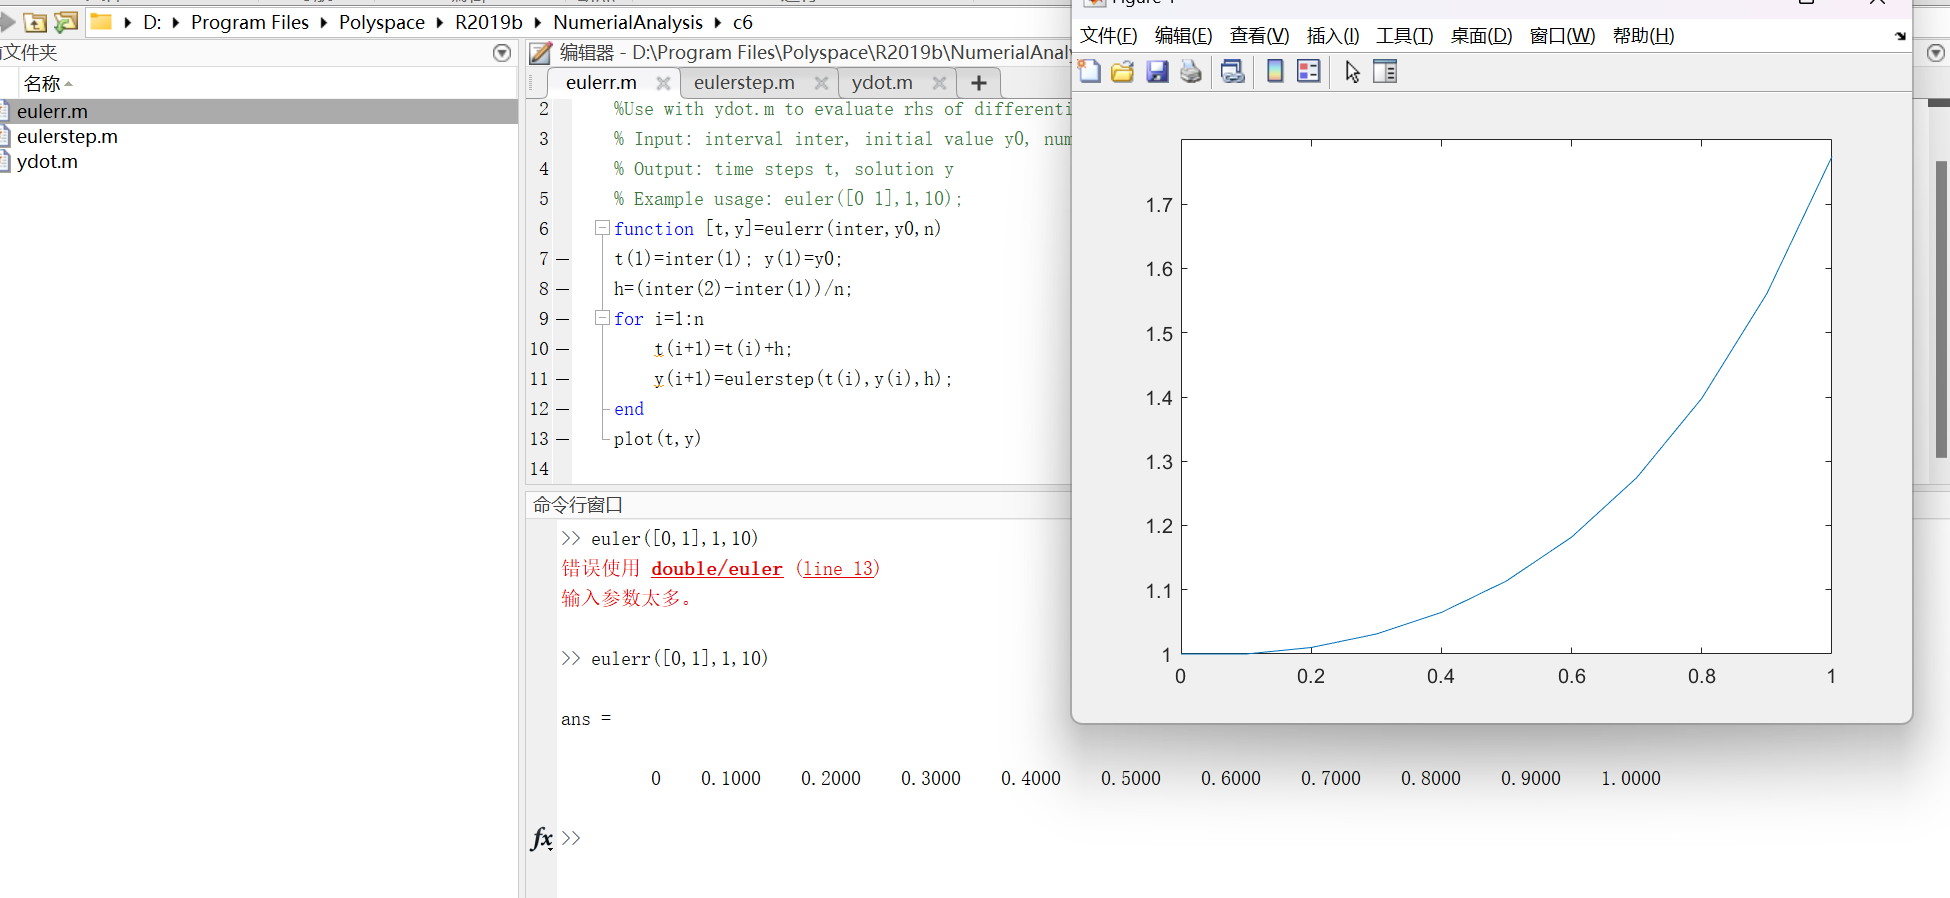 D: Program Files Polyspace R2019b NumerialAnalysis c6
文件夹
名称
eulerr.m
eulerstep.m
ydot.m
编辑器 - D:\Program Files\Polyspace\R2019b\NumerialAnaly
eulerr.m eulerstep.m ydot.m +
2 %Use with ydot.m to evaluate rhs of differenti
3 % Input: interval inter, initial value y0, num
4 % Output: time steps t, solution y
5 % Example usage: euler([0 1],1,10);
6 function [t,y]=eulerr(inter,y0,n)
7 t(1)=inter(1); y(1)=y0;
8 h=(inter(2)-inter(1))/n;
9 for i=1:n
10 t(i+1)=t(i)+h;
11 y(i+1)=eulerstep(t(i),y(i),h);
12 end
13 plot(t,y)
14
命令行窗口
>> euler([0,1],1,10)
错误使用 double/euler (line 13)
输入参数太多。
>> eulerr([0,1],1,10)
ans =
0 0.1000 0.2000 0.3000 0.4000 0.5000 0.6000 0.7000 0.8000 0.9000 1.0000
fx >>
文件(F) 编辑(E) 查看(V) 插入(I) 工具(T) 桌面(D) 窗口(W) 帮助(H)
1.7
1.6
1.5
1.4
1.3
1.2
1.1
1
0 0.2 0.4 0.6 0.8 1